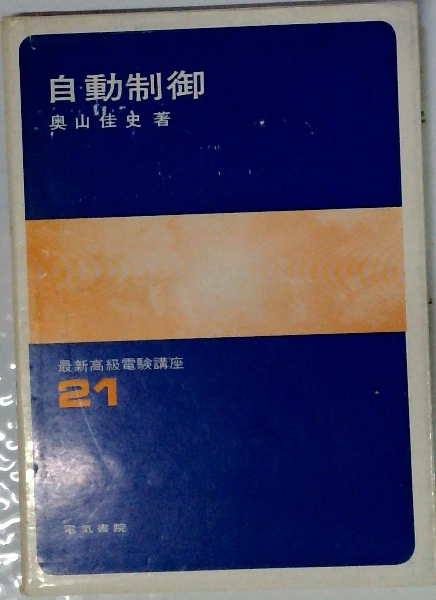 自動制御
奥山佳史著
最新高級電験講座
21
電気書院